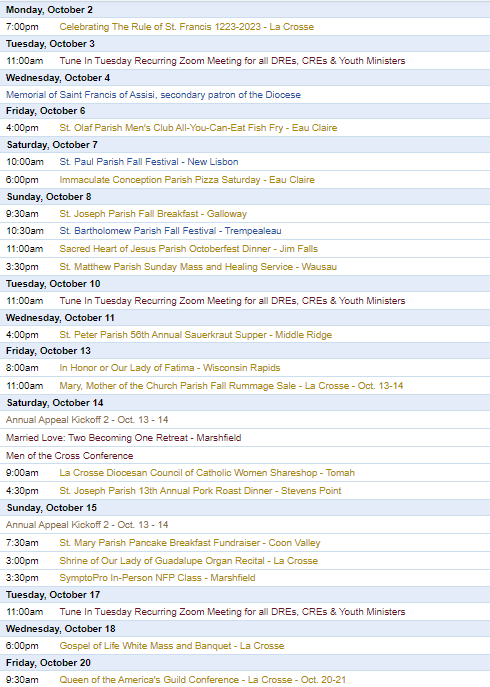 Monday, October 2
7:00pm Celebrating The Rule of St. Francis 1223-2023 - La Crosse
Tuesday, October 3
11:00am Tune In Tuesday Recurring Zoom Meeting for all DREs, CREs & Youth Ministers
Wednesday, October 4
Memorial of Saint Francis of Assisi, secondary patron of the Diocese
Friday, October 6
4:00pm St. Olaf Parish Men's Club All-You-Can-Eat Fish Fry - Eau Claire
Saturday, October 7
10:00am St. Paul Parish Fall Festival - New Lisbon
6:00pm Immaculate Conception Parish Pizza Saturday - Eau Claire
Sunday, October 8
9:30am St. Joseph Parish Fall Breakfast - Galloway
10:30am St. Bartholomew Parish Fall Festival - Trempealeau
11:00am Sacred Heart of Jesus Parish Octoberfest Dinner - Jim Falls
3:30pm St. Matthew Parish Sunday Mass and Healing Service - Wausau
Tuesday, October 10
11:00am Tune In Tuesday Recurring Zoom Meeting for all DREs, CREs & Youth Ministers
Wednesday, October 11
4:00pm St. Peter Parish 56th Annual Sauerkraut Supper - Middle Ridge
Friday, October 13
8:00am In Honor or Our Lady of Fatima - Wisconsin Rapids
11:00am Mary, Mother of the Church Parish Fall Rummage Sale - La Crosse - Oct. 13-14
Saturday, October 14
Annual Appeal Kickoff 2 - Oct. 13 - 14
Married Love: Two Becoming One Retreat - Marshfield
Men of the Cross Conference
9:00am La Crosse Diocesan Council of Catholic Women Shareshop - Tomah
4:30pm St. Joseph Parish 13th Annual Pork Roast Dinner - Stevens Point
Sunday, October 15
Annual Appeal Kickoff 2 - Oct. 13 - 14
7:30am St. Mary Parish Pancake Breakfast Fundraiser - Coon Valley
3:00pm Shrine of Our Lady of Guadalupe Organ Recital - La Crosse
3:30pm SymptoPro In-Person NFP Class - Marshfield
Tuesday, October 17
11:00am Tune In Tuesday Recurring Zoom Meeting for all DREs, CREs & Youth Ministers
Wednesday, October 18
6:00pm Gospel of Life White Mass and Banquet - La Crosse
Friday, October 20
9:30am Queen of the America's Guild Conference - La Crosse - Oct. 20-21